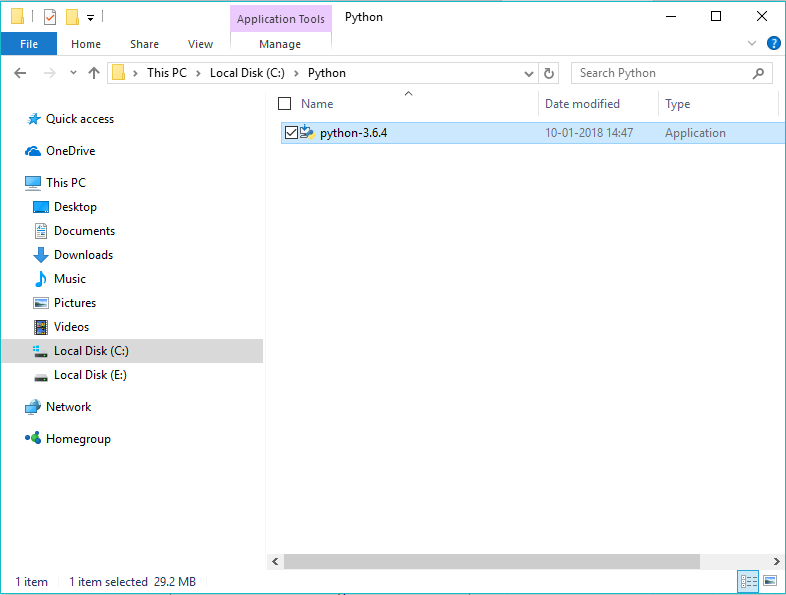 Application Tools Python
File Home Share View Manage
This PC Local Disk (C:) Python Search Python
Name Date modified Type
python-3.6.4 10-01-2018 14:47 Application
Quick access
OneDrive
This PC
Desktop
Documents
Downloads
Music
Pictures
Videos
Local Disk (C:)
Local Disk (E:)
Network
Homegroup
1 item 1 item selected 29.2 MB